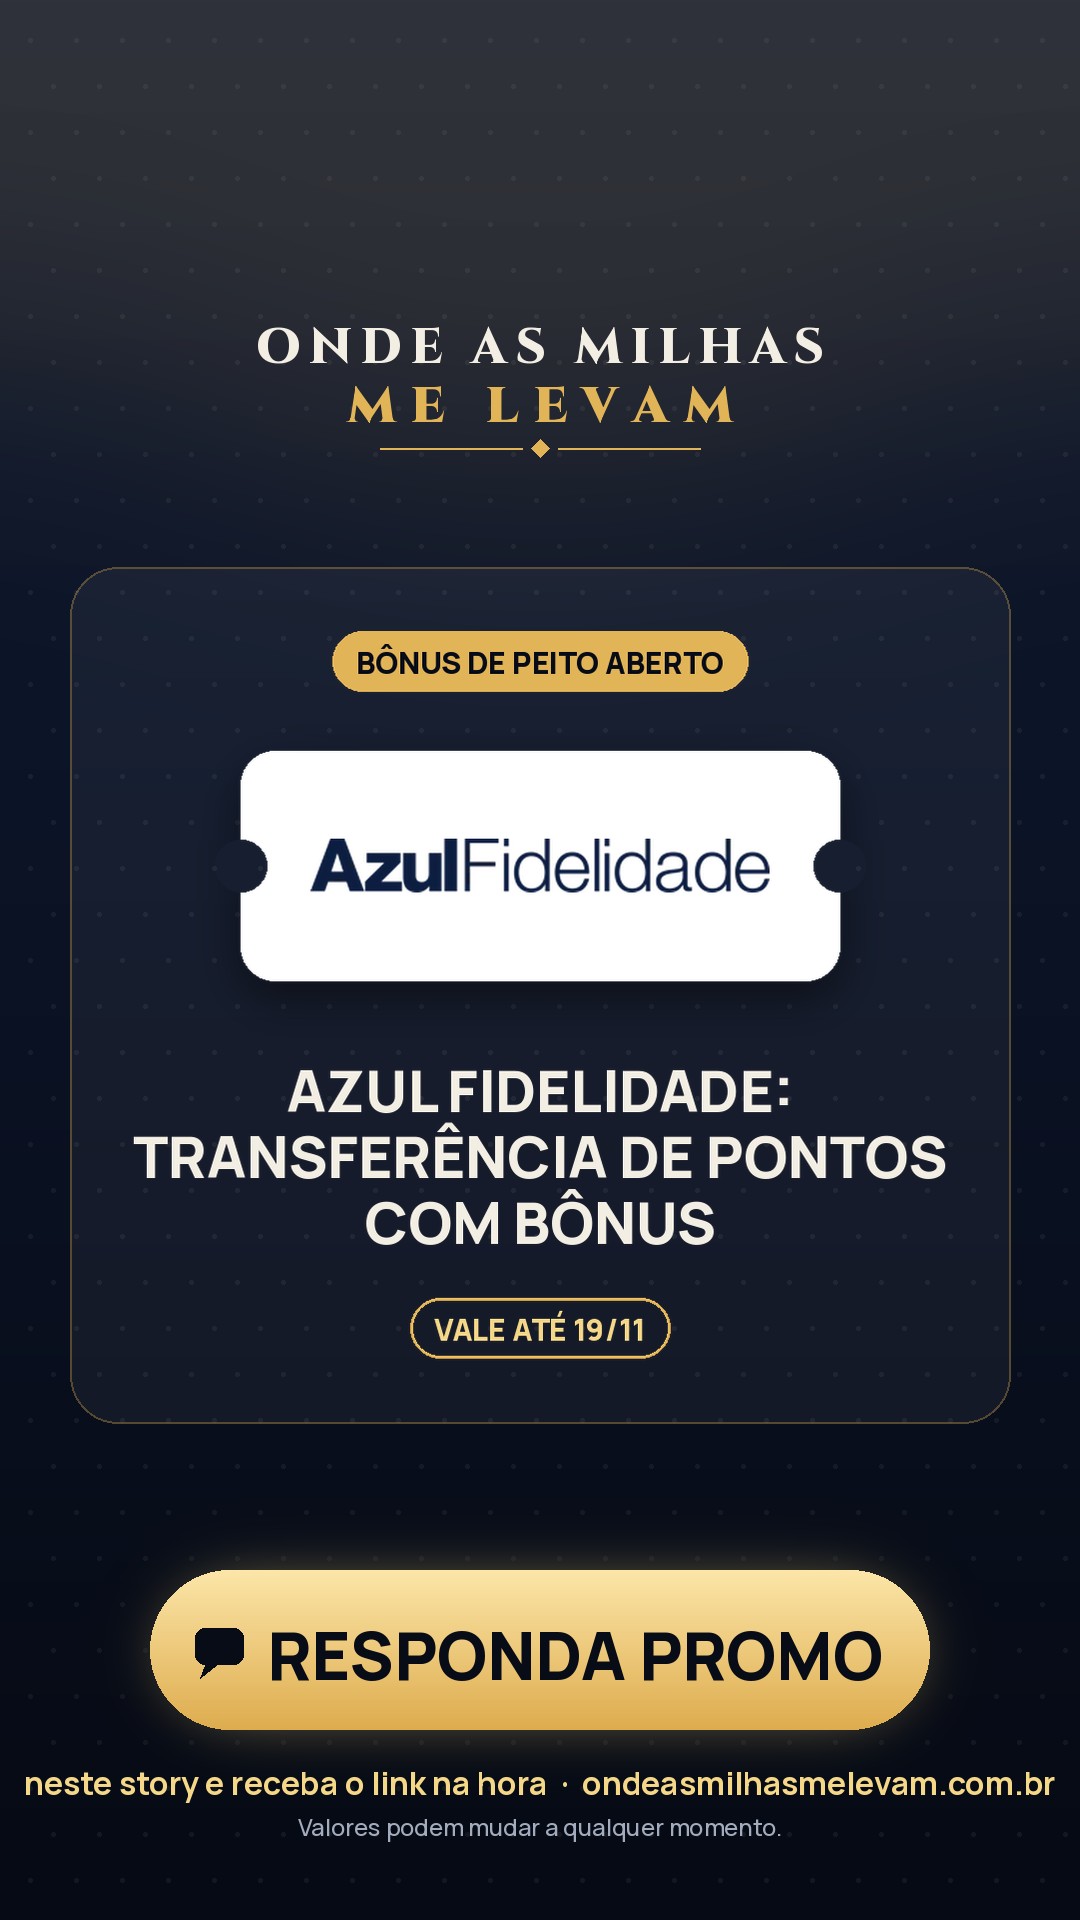 ONDE AS MILHAS
ME LEVAM
BÔNUS DE PEITO ABERTO
AzulFidelidade
AZUL FIDELIDADE:
TRANSFERÊNCIA DE PONTOS
COM BÔNUS
VALE ATÉ 19/11
RESPONDA PROMO
neste story e receba o link na hora · ondeasmilhasmelevam.com.br
Valores podem mudar a qualquer momento.